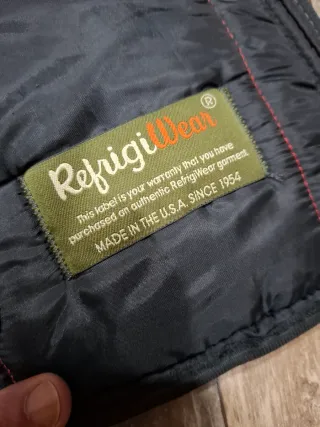 RefrigiWear®
This label is your warranty that you have
purchased an authentic RefrigiWear garment.
MADE IN THE U.S.A. SINCE 1954